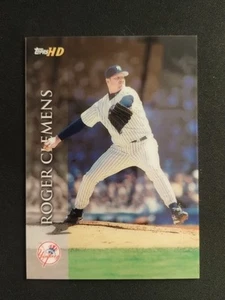 Topps HD
ROGER CLEMENS